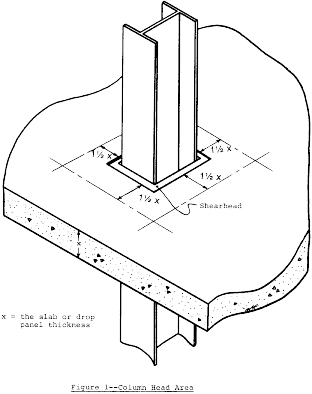 1½ x
1½ x
1½ x
1½ x
Shearhead
x
x = the slab or drop
panel thickness
Figure 1--Column Head Area